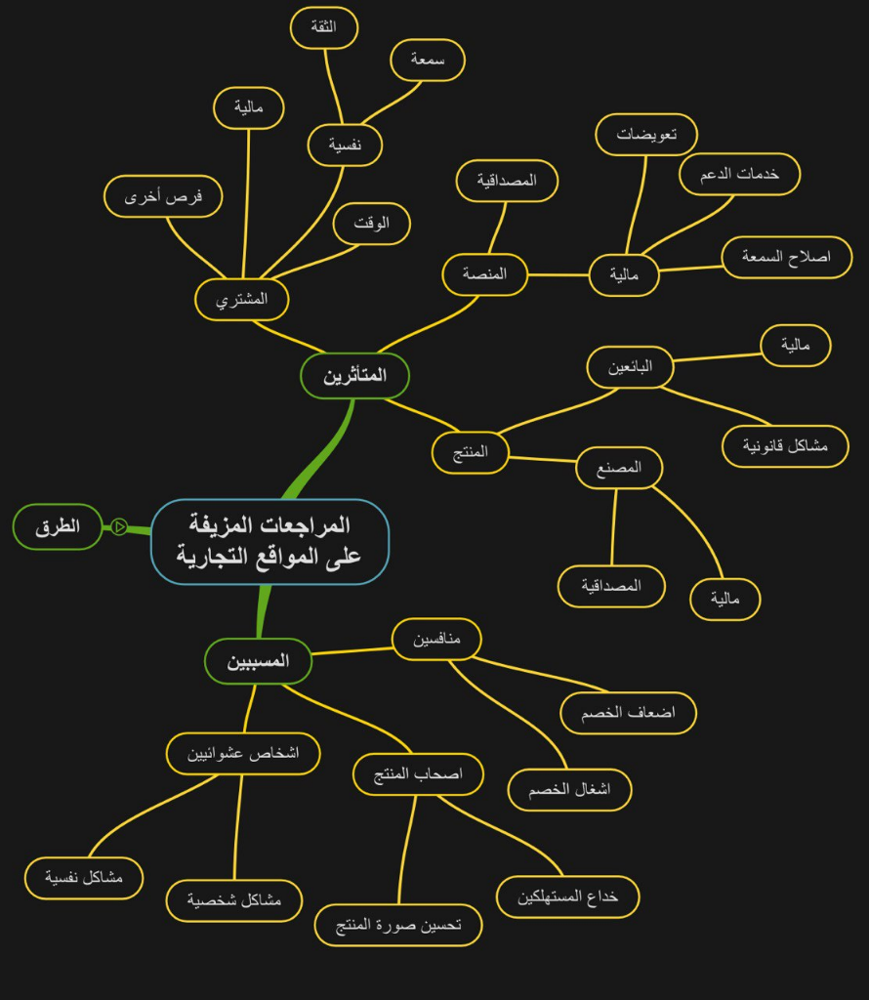 الثقة
سمعة
مالية
نفسية
تعويضات
خدمات الدعم
المصداقية
فرص أخرى
الوقت
اصلاح السمعة
المنصة
مالية
المشتري
مالية
البائعين
المتأثرين
مشاكل قانونية
المنتج
المصنع
المراجعات المزيفة
على المواقع التجارية
الطرق
المصداقية
مالية
منافسين
المسببين
اضعاف الخصم
اشخاص عشوائيين
اصحاب المنتج
اشغال الخصم
مشاكل نفسية
مشاكل شخصية
خداع المستهلكين
تحسين صورة المنتج